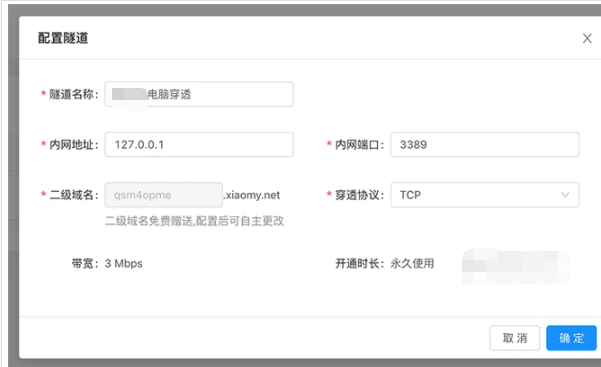 配置隧道
* 隧道名称: 电脑穿透
* 内网地址: 127.0.0.1
* 内网端口: 3389
* 二级域名: qsm4opme .xiaomy.net
* 穿透协议: TCP
二级域名免费赠送,配置后可自主更改
带宽: 3 Mbps
开通时长: 永久使用
取 消
确 定